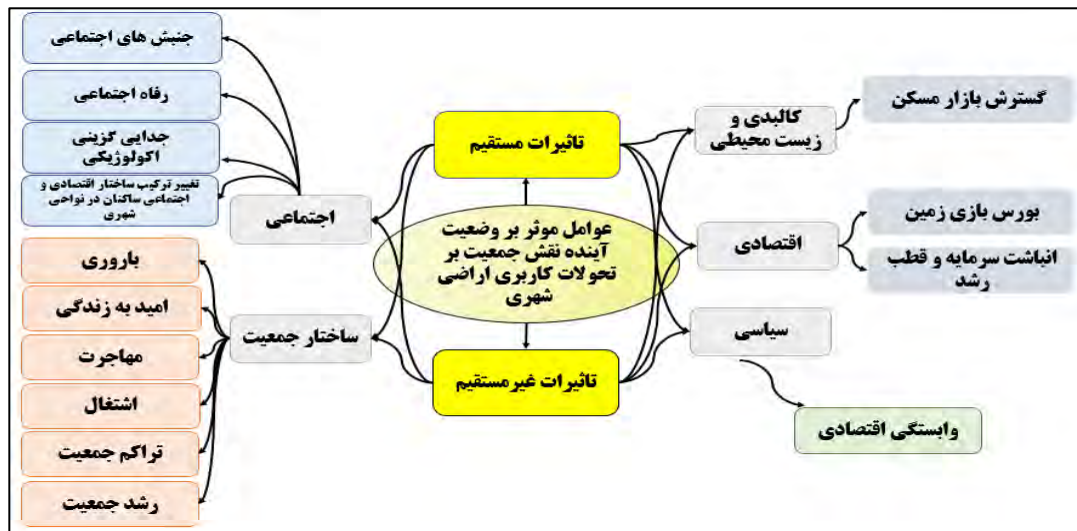 جنبش های اجتماعی
رفاه اجتماعی
جدایی گزینی
اکولوژیکی
تغییر ترکیب ساختار اقتصادی و
اجتماعی ساکنان در نواحی
شهری
باروری
امید به زندگی
مهاجرت
اشتغال
تراکم جمعیت
رشد جمعیت
اجتماعی
ساختار جمعیت
تاثیرات مستقیم
عوامل موثر بر وضعیت
آینده نقش جمعیت بر
تحولات کاربری اراضی
شهری
تاثیرات غیرمستقیم
کالبدی و
زیست محیطی
اقتصادی
سیاسی
گسترش بازار مسکن
بورس بازی زمین
انباشت سرمایه و قطب
رشد
وابستگی اقتصادی